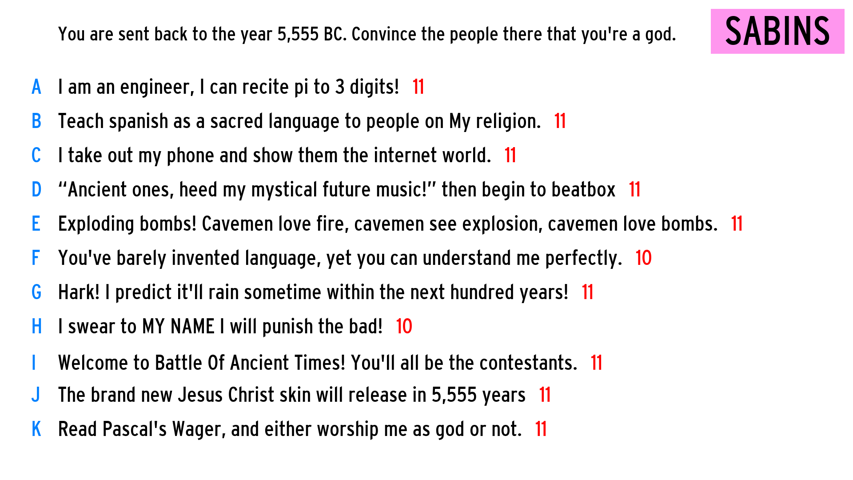 You are sent back to the year 5,555 BC. Convince the people there that you're a god.
SABINS
A I am an engineer, I can recite pi to 3 digits! 11
B Teach spanish as a sacred language to people on My religion. 11
C I take out my phone and show them the internet world. 11
D “Ancient ones, heed my mystical future music!” then begin to beatbox 11
E Exploding bombs! Cavemen love fire, cavemen see explosion, cavemen love bombs. 11
F You've barely invented language, yet you can understand me perfectly. 10
G Hark! I predict it'll rain sometime within the next hundred years! 11
H I swear to MY NAME I will punish the bad! 10
I Welcome to Battle Of Ancient Times! You'll all be the contestants. 11
J The brand new Jesus Christ skin will release in 5,555 years 11
K Read Pascal's Wager, and either worship me as god or not. 11